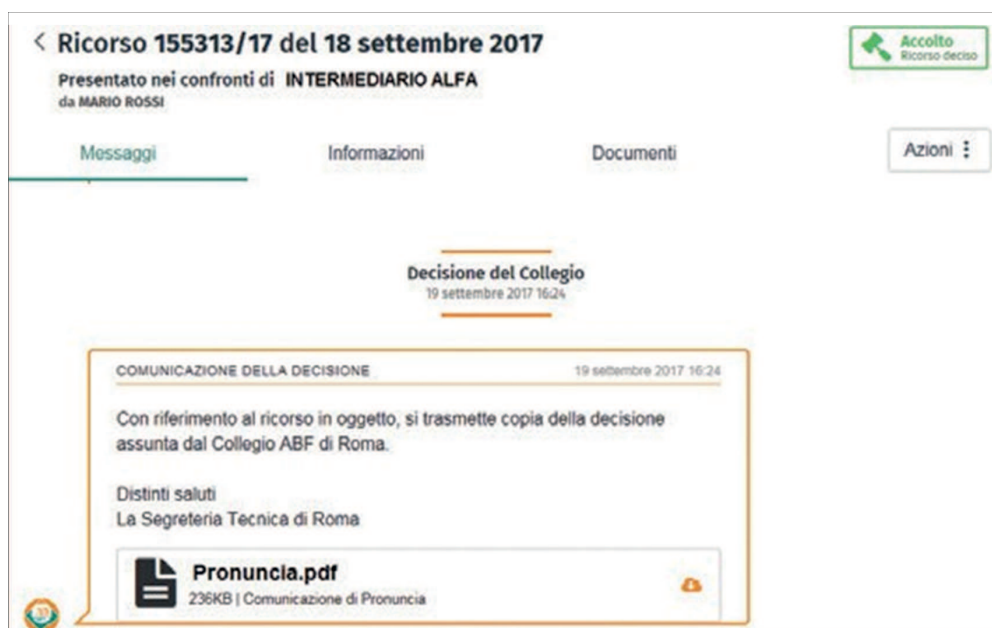 Ricorso 155313/17 del 18 settembre 2017
Accolto
Ricorso deciso
Presentato nei confronti di INTERMEDIARIO ALFA
da MARIO ROSSI
Messaggi Informazioni Documenti Azioni
Decisione del Collegio
19 settembre 2017 16:24
COMUNICAZIONE DELLA DECISIONE 19 settembre 2017 16:24
Con riferimento al ricorso in oggetto, si trasmette copia della decisione
assunta dal Collegio ABF di Roma.
Distinti saluti
La Segreteria Tecnica di Roma
Pronuncia.pdf
236KB | Comunicazione di Pronuncia